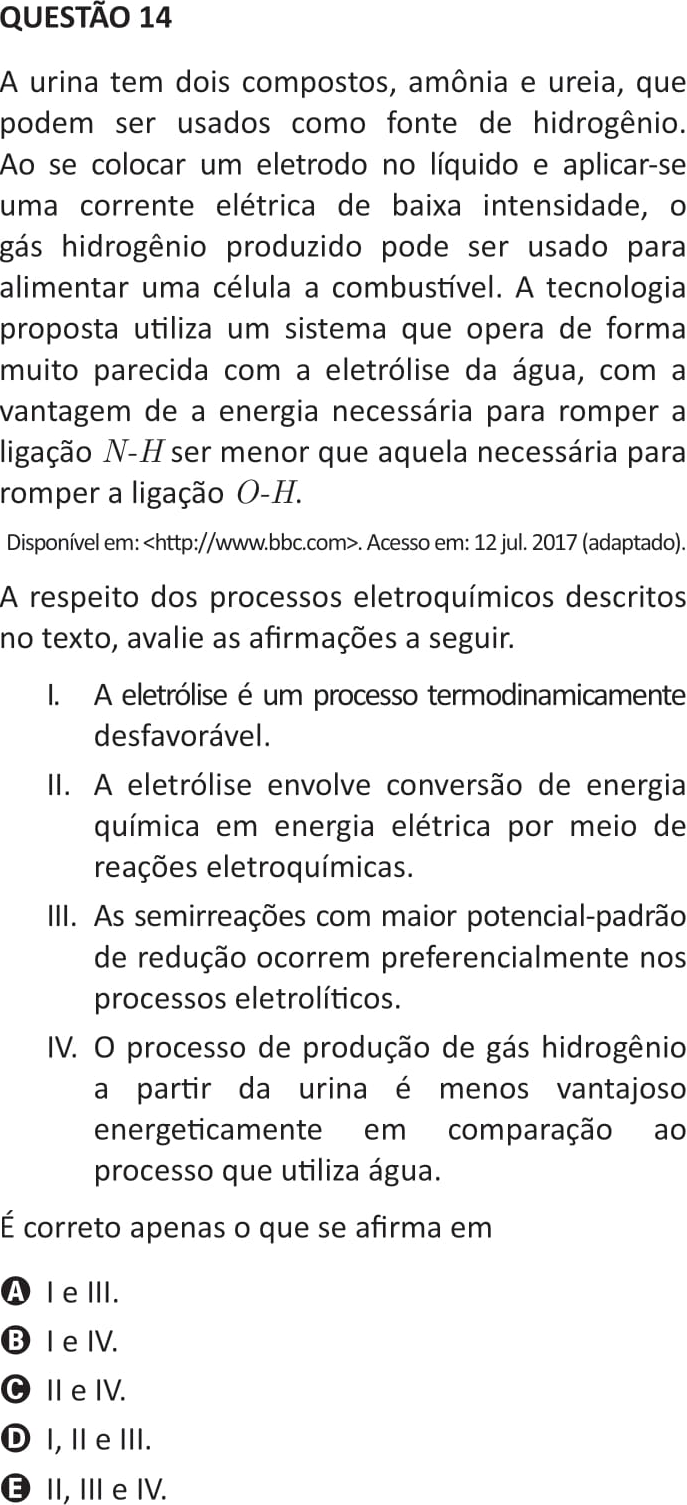 QUESTÃO 14
A urina tem dois compostos, amônia e ureia, que
podem ser usados como fonte de hidrogênio.
Ao se colocar um eletrodo no líquido e aplicar-se
uma corrente elétrica de baixa intensidade, o
gás hidrogênio produzido pode ser usado para
alimentar uma célula a combustível. A tecnologia
proposta utiliza um sistema que opera de forma
muito parecida com a eletrólise da água, com a
vantagem de a energia necessária para romper a
ligação N-H ser menor que aquela necessária para
romper a ligação O-H.
Disponível em: <http://www.bbc.com>. Acesso em: 12 jul. 2017 (adaptado).
A respeito dos processos eletroquímicos descritos
no texto, avalie as afirmações a seguir.
I. A eletrólise é um processo termodinamicamente
desfavorável.
II. A eletrólise envolve conversão de energia
química em energia elétrica por meio de
reações eletroquímicas.
III. As semirreações com maior potencial-padrão
de redução ocorrem preferencialmente nos
processos eletrolíticos.
IV. O processo de produção de gás hidrogênio
a partir da urina é menos vantajoso
energeticamente em comparação ao
processo que utiliza água.
É correto apenas o que se afirma em
A I e III.
B I e IV.
C II e IV.
D I, II e III.
E II, III e IV.